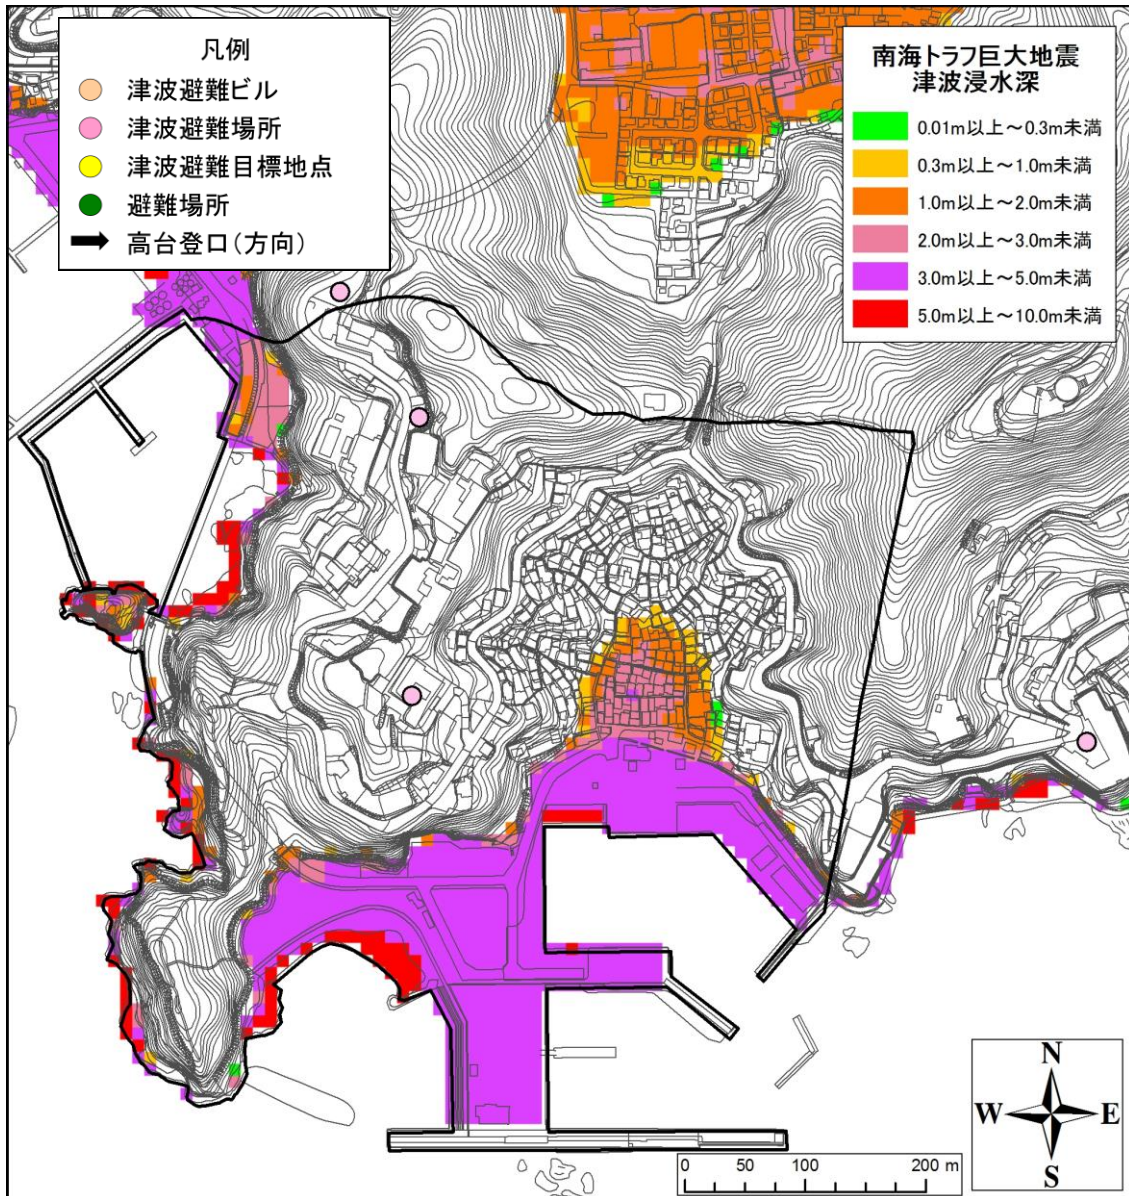 凡例
津波避難ビル
津波避難場所
津波避難目標地点
避難場所
高台登口(方向)
南海トラフ巨大地震
津波浸水深
0.01m以上～0.3m未満
0.3m以上～1.0m未満
1.0m以上～2.0m未満
2.0m以上～3.0m未満
3.0m以上～5.0m未満
5.0m以上～10.0m未満
N
W E
S
0 50 100 200 m